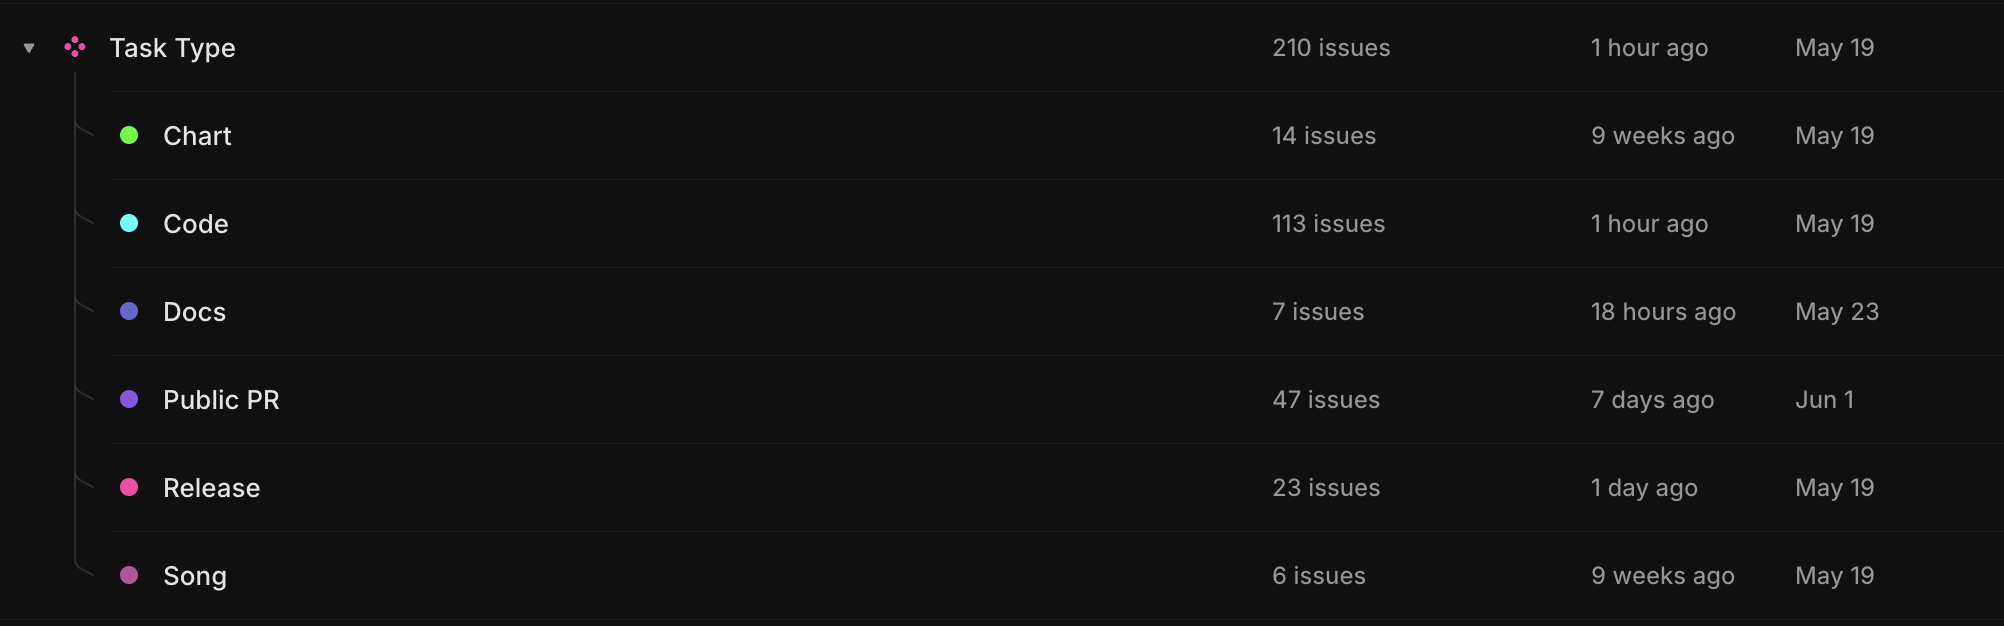 Task Type 210 issues 1 hour ago May 19
Chart 14 issues 9 weeks ago May 19
Code 113 issues 1 hour ago May 19
Docs 7 issues 18 hours ago May 23
Public PR 47 issues 7 days ago Jun 1
Release 23 issues 1 day ago May 19
Song 6 issues 9 weeks ago May 19